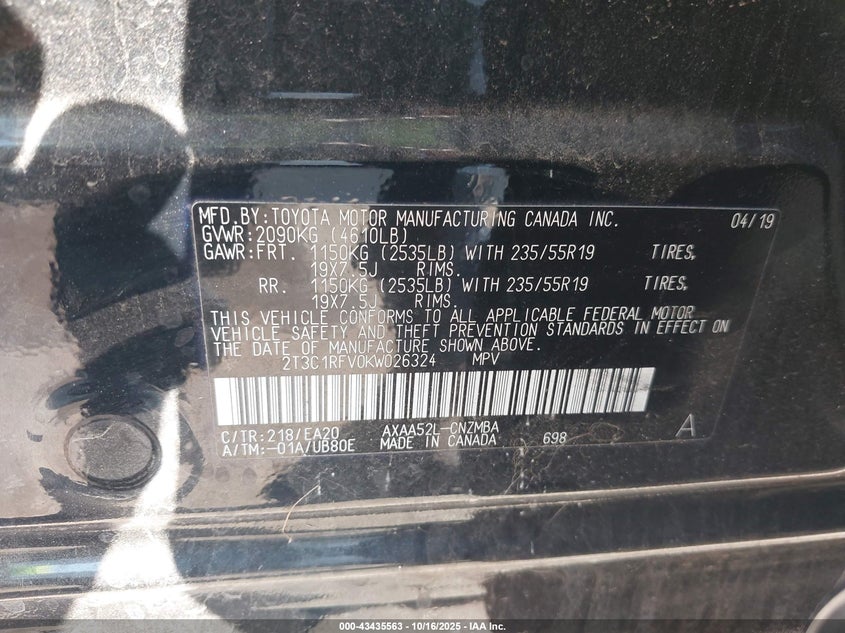 MFD.BY:TOYOTA MOTOR MANUFACTURING CANADA INC. 04/19
GVWR:2090KG (4610LB)
GAWR:FRT. 1150KG (2535LB) WITH 235/55R19 TIRES,
19X7.5J RIMS.
RR. 1150KG (2535LB) WITH 235/55R19 TIRES,
19X7.5J RIMS.
THIS VEHICLE CONFORMS TO ALL APPLICABLE FEDERAL MOTOR
VEHICLE SAFETY AND THEFT PREVENTION STANDARDS IN EFFECT ON
THE DATE OF MANUFACTURE SHOWN ABOVE.
2T3C1RFV0KW026324 MPV
C/TR:218/EA20 AXAA52L-CNZMBA
A/TM:-01A/UB80E MADE IN CANADA 698 A
000-43435563 - 10/16/2025 - IAA Inc.